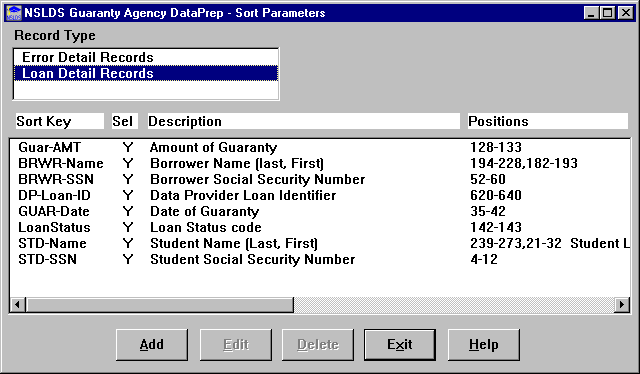 NSLDS Guaranty Agency DataPrep - Sort Parameters
Record Type
Error Detail Records
Loan Detail Records
Sort Key Sel Description Positions
Guar-AMT Y Amount of Guaranty 128-133
BRWR-Name Y Borrower Name (last, First) 194-228,182-193
BRWR-SSN Y Borrower Social Security Number 52-60
DP-Loan-ID Y Data Provider Loan Identifier 620-640
GUAR-Date Y Date of Guaranty 35-42
LoanStatus Y Loan Status code 142-143
STD-Name Y Student Name (Last, First) 239-273,21-32 Student L
STD-SSN Y Student Social Security Number 4-12
Add Edit Delete Exit Help